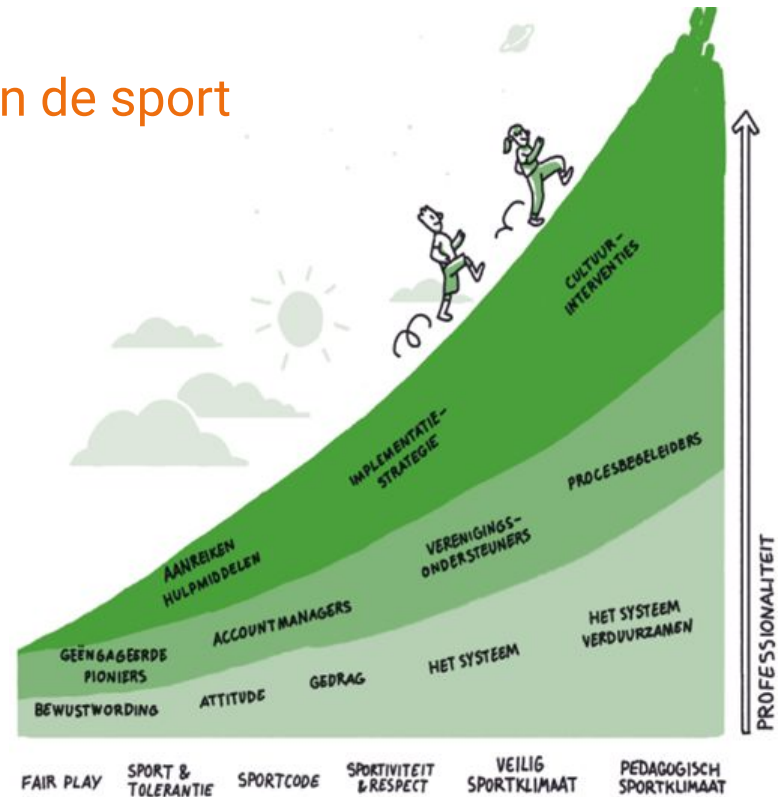 n de sport
CULTUUR-
INTERVENTIES
IMPLEMENTATIE-
STRATEGIE
AANREIKEN
HULPMIDDELEN
PROCESBEGELEIDERS
VERENIGINGS-
ONDERSTEUNERS
ACCOUNTMANAGERS
GEËNGAGEERDE
PIONIERS
HET SYSTEEM
VERDUURZAMEN
HET SYSTEEM
GEDRAG
ATTITUDE
BEWUSTWORDING
PROFESSIONALITEIT
FAIR PLAY
SPORT &
TOLERANTIE
SPORTCODE
SPORTIVITEIT
& RESPECT
VEILIG
SPORTKLIMAAT
PEDAGOGISCH
SPORTKLIMAAT